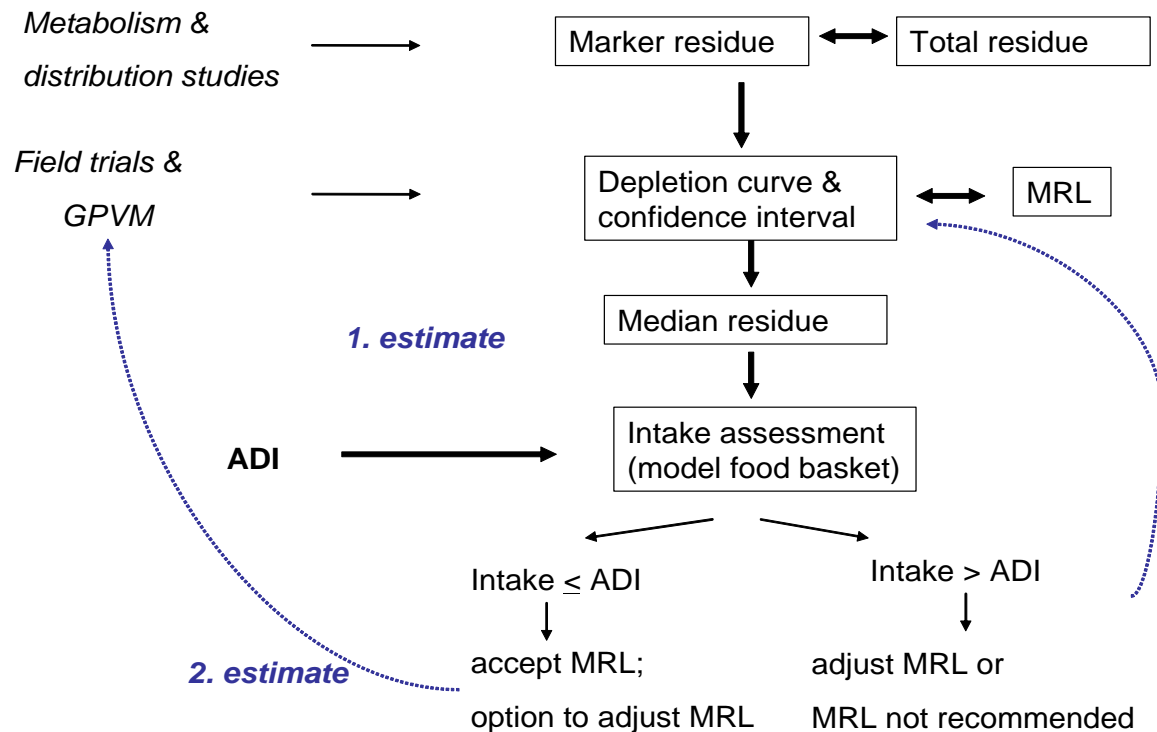 Metabolism &
distribution studies
Marker residue
Total residue
Field trials &
GPVM
Depletion curve &
confidence interval
MRL
Median residue
1. estimate
ADI
Intake assessment
(model food basket)
Intake ≤ ADI
Intake > ADI
2. estimate
accept MRL;
option to adjust MRL
adjust MRL or
MRL not recommended